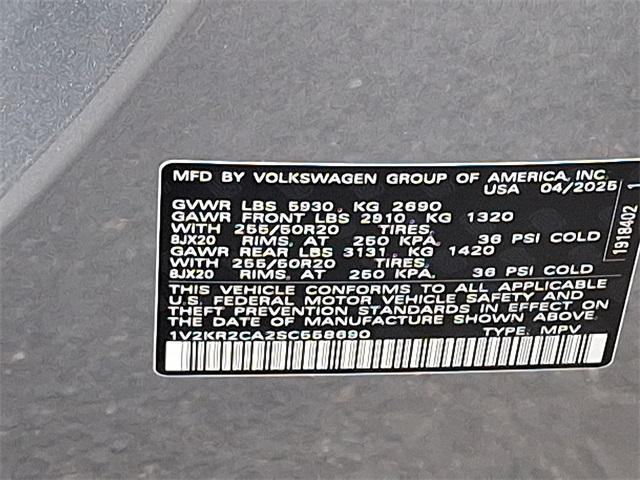 MFD BY VOLKSWAGEN GROUP OF AMERICA, INC.
USA 04/2025
GVWR LBS 5930. KG 2690
GAWR FRONT LBS 2910. KG 1320
WITH 255/50R20 TIRES.
8JX20 RIMS. AT 250 KPA. 36 PSI COLD
GAWR REAR LBS 3131. KG 1420
WITH 255/50R20 TIRES.
8JX20 RIMS. AT 250 KPA. 36 PSI COLD
THIS VEHICLE CONFORMS TO ALL APPLICABLE
U.S. FEDERAL MOTOR VEHICLE SAFETY AND
THEFT PREVENTION STANDARDS IN EFFECT ON
THE DATE OF MANUFACTURE SHOWN ABOVE.
1V2KR2CA2SC558690 TYPE. MPV
1918402 1